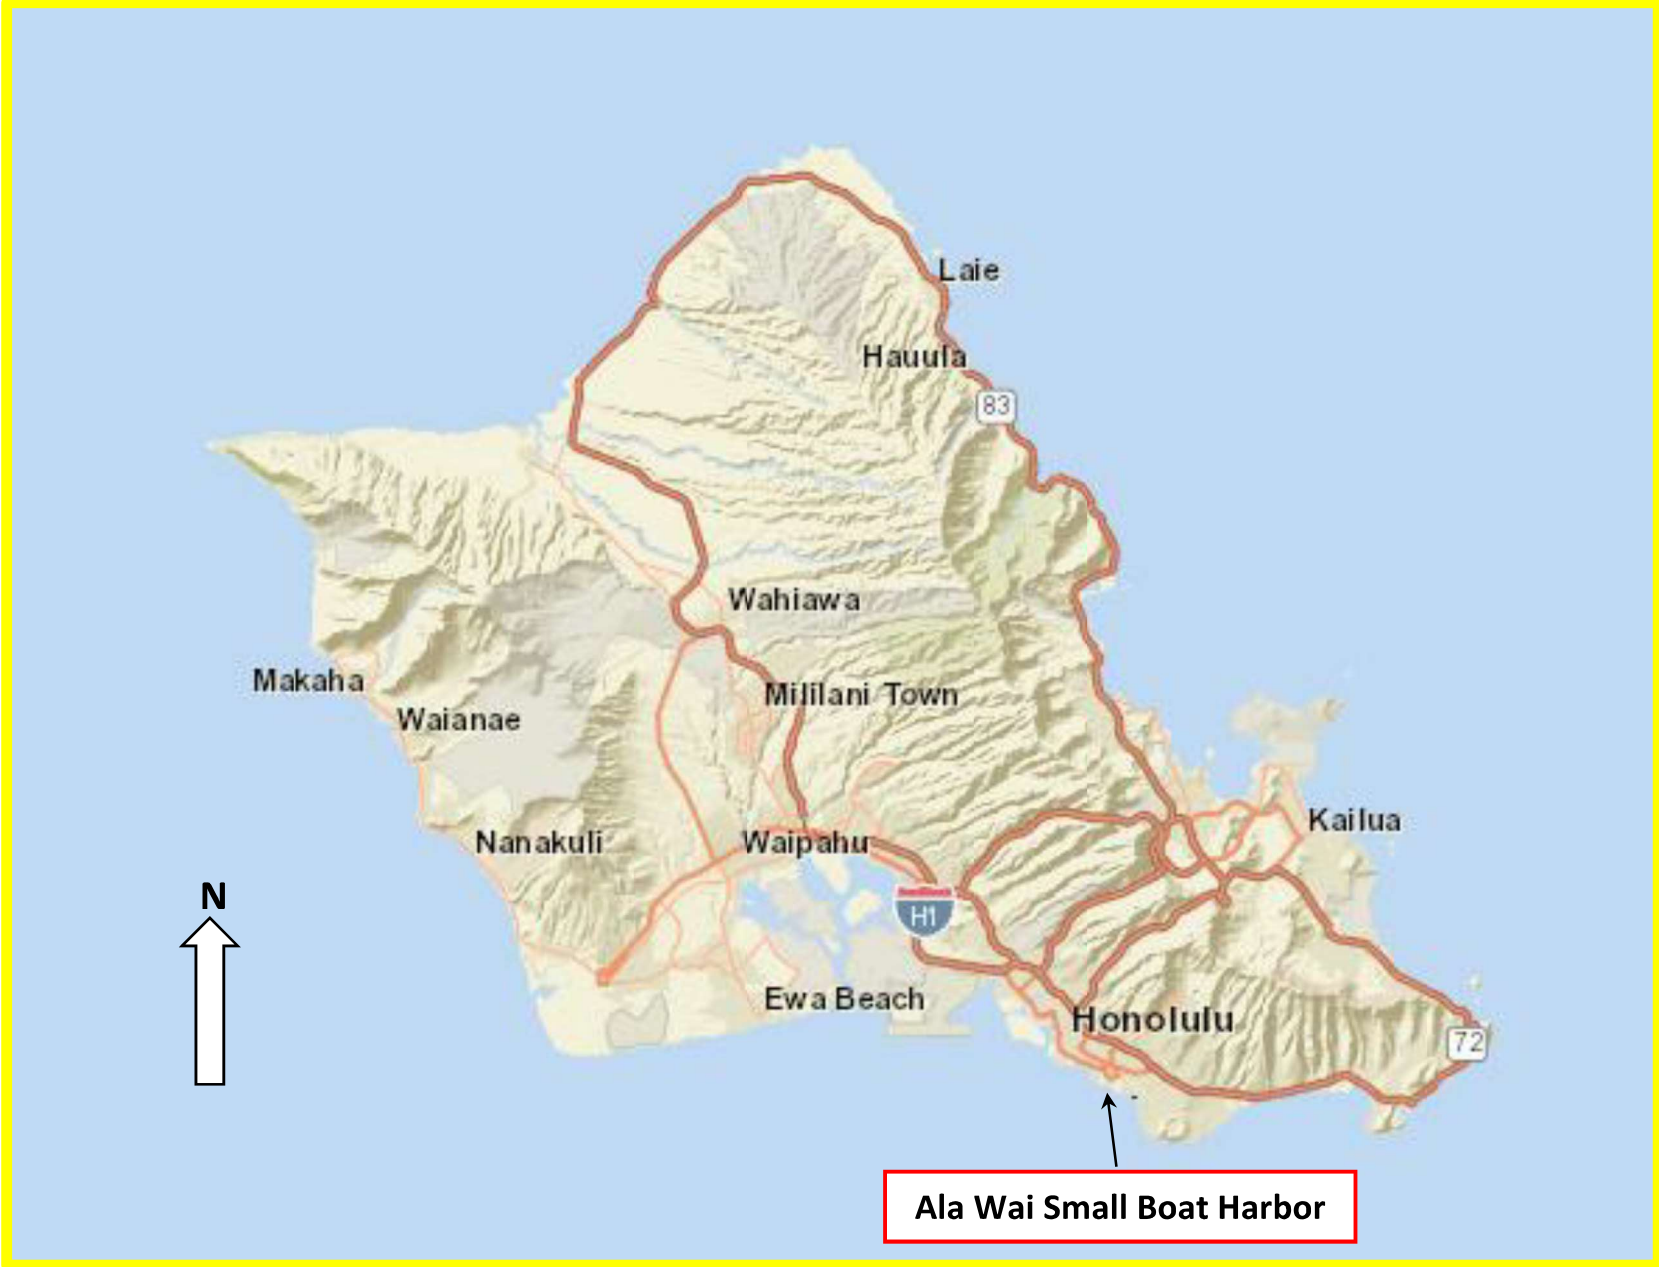 Laie
Hauula
83
Wahiawa
Makaha
Mililani Town
Waianae
Kailua
Nanakuli
Waipahu
N
H1
Ewa Beach
Honolulu
72
Ala Wai Small Boat Harbor